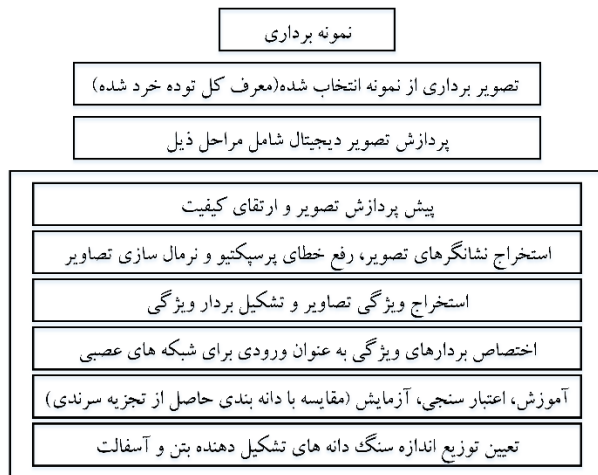 نمونه برداری
تصویر برداری از نمونه انتخاب شده(معرف کل توده خرد شده)
پردازش تصویر دیجیتال شامل مراحل ذیل
پیش پردازش تصویر و ارتقای کیفیت
استخراج نشانگرهای تصویر، رفع خطای پرسپکتیو و نرمال سازی تصاویر
استخراج ویژگی تصاویر و تشکیل بردار ویژگی
اختصاص بردارهای ویژگی به عنوان ورودی برای شبکه های عصبی
آموزش، اعتبار سنجی، آزمایش (مقایسه با دانه بندی حاصل از تجزیه سرندی)
تعیین توزیع اندازه سنگ دانه های تشکیل دهنده بتن و آسفالت